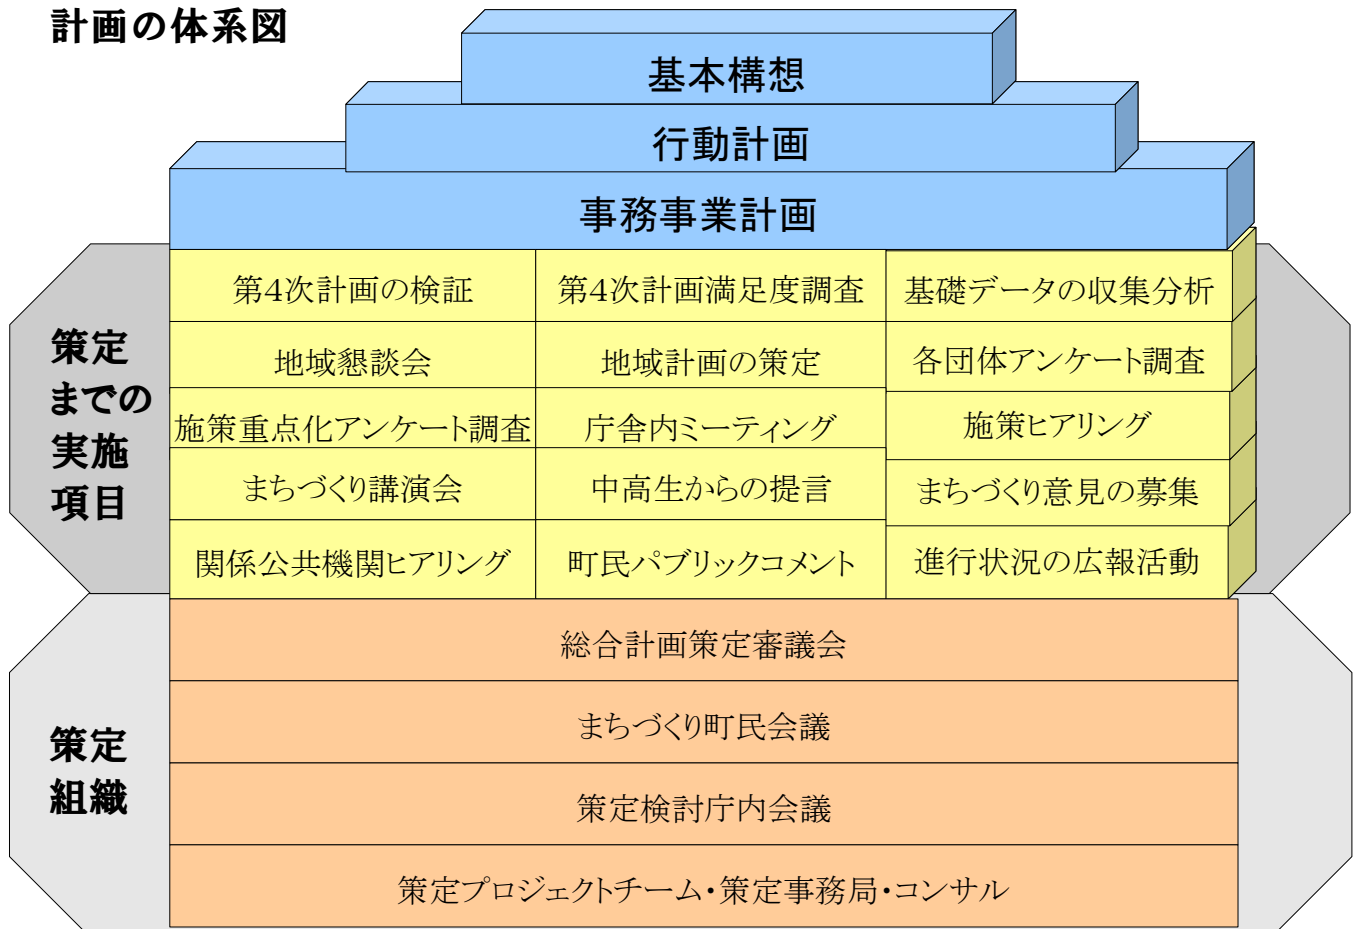 計画の体系図
基本構想
行動計画
事務事業計画
策定
までの
実施
項目
第4次計画の検証
第4次計画満足度調査
基礎データの収集分析
地域懇談会
地域計画の策定
各団体アンケート調査
施策重点化アンケート調査
庁舎内ミーティング
施策ヒアリング
まちづくり講演会
中高生からの提言
まちづくり意見の募集
関係公共機関ヒアリング
町民パブリックコメント
進行状況の広報活動
策定
組織
総合計画策定審議会
まちづくり町民会議
策定検討庁内会議
策定プロジェクトチーム・策定事務局・コンサル